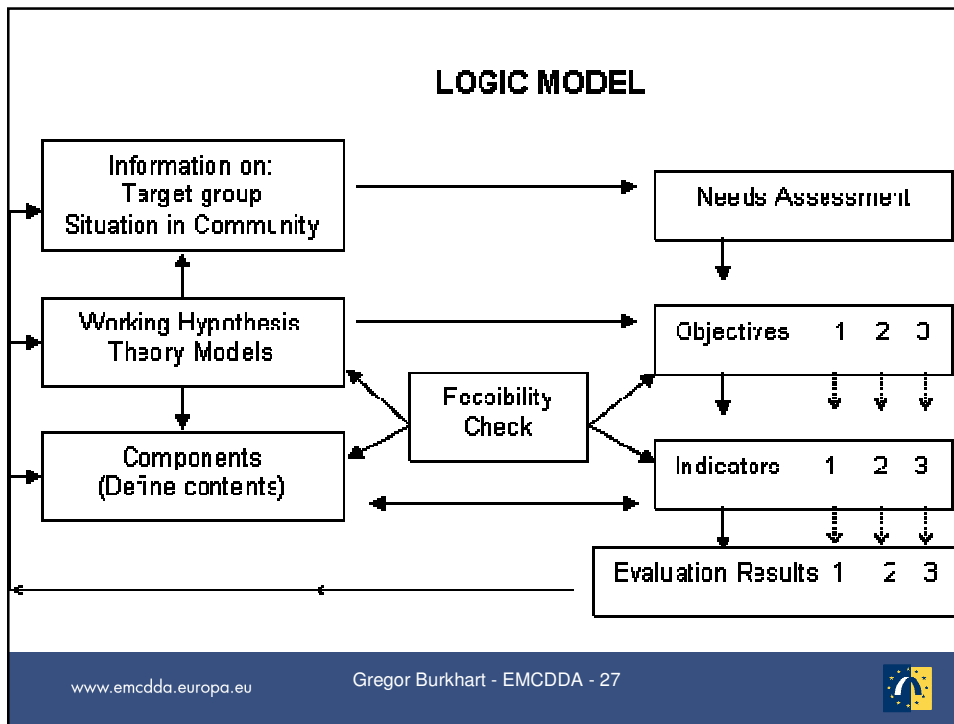 LOGIC MODEL
Information on:
Target group
Situation in Community
Needs Assessment
Working Hypothesis
Theory Models
Objectives 1 2 3
Feasibility
Check
Components
(Define contents)
Indicators 1 2 3
Evaluation Results 1 2 3
www.emcdda.europa.eu
Gregor Burkhart - EMCDDA - 27